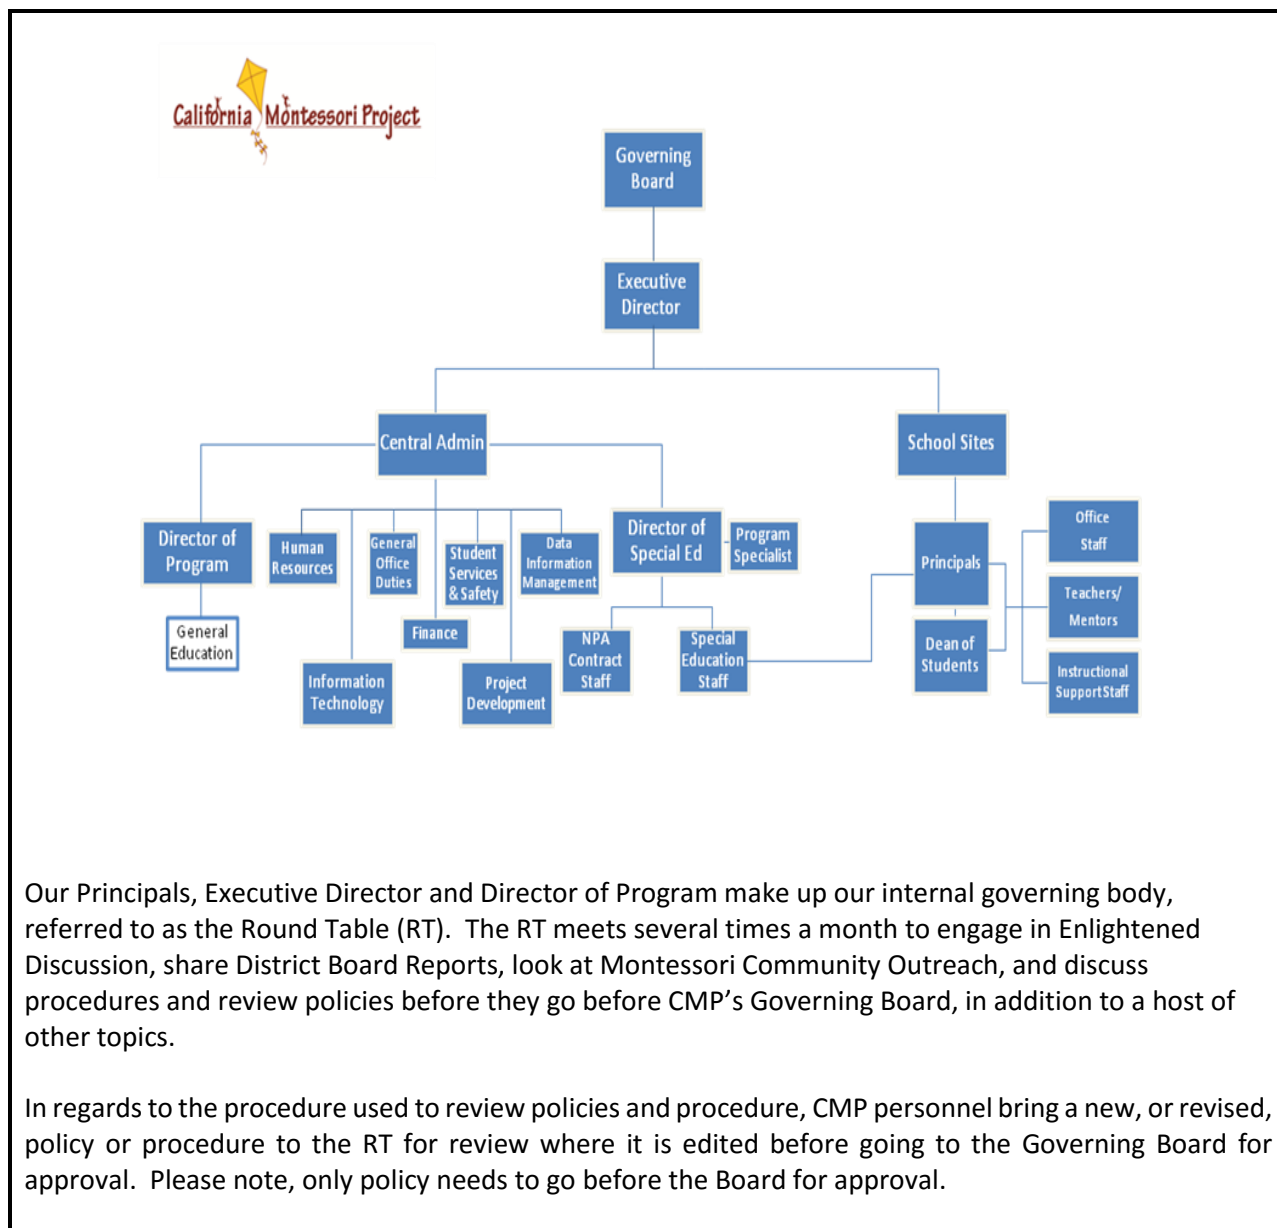 California Montessori Project
Governing
Board
Executive
Director
Central Admin
School Sites
Director of
Program
Human
Resources
General
Office
Duties
Student
Services
& Safety
Data
Information
Management
Director of
Special Ed
Program
Specialist
Principals
Office
Staff
General
Education
Finance
Information
Technology
Project
Development
NPA
Contract
Staff
Special
Education
Staff
Dean of
Students
Teachers/
Mentors
Instructional
Support Staff
Our Principals, Executive Director and Director of Program make up our internal governing body,
referred to as the Round Table (RT).  The RT meets several times a month to engage in Enlightened
Discussion, share District Board Reports, look at Montessori Community Outreach, and discuss
procedures and review policies before they go before CMP’s Governing Board, in addition to a host of
other topics.
In regards to the procedure used to review policies and procedure, CMP personnel bring a new, or revised,
policy or procedure to the RT for review where it is edited before going to the Governing Board for
approval.  Please note, only policy needs to go before the Board for approval.